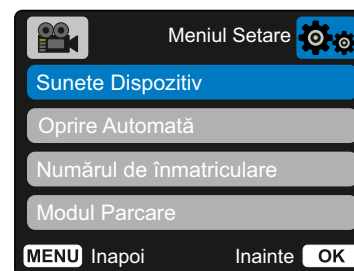 Meniul Setare
Sunete Dispozitiv
Oprire Automată
Numărul de înmatriculare
Modul Parcare
MENU Inapoi Inainte OK